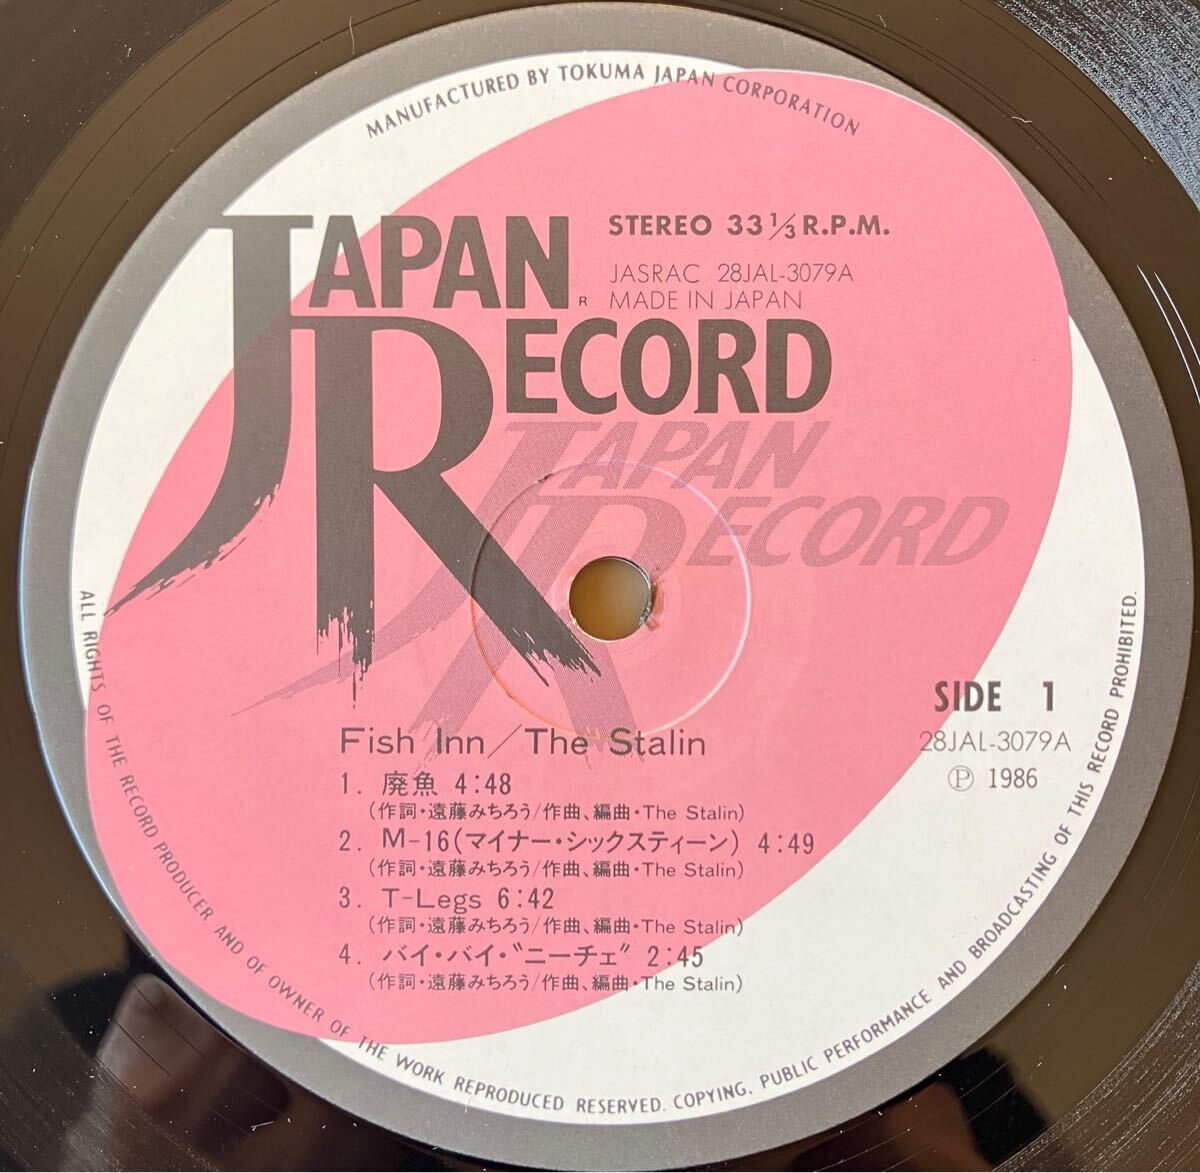 MANUFACTURED BY TOKUMA JAPAN CORPORATION
JAPAN RECORD
R
STEREO 33 1/3 R.P.M.
JASRAC 28JAL-3079A
MADE IN JAPAN
JAPAN RECORD
SIDE 1
28JAL-3079A
Ⓟ 1986
Fish Inn/The Stalin
1. 廃魚 4:48
(作詞・遠藤みちろう/作曲、編曲・The Stalin)
2. M-16(マイナー・シックスティーン) 4:49
(作詞・遠藤みちろう/作曲、編曲・The Stalin)
3. T-Legs 6:42
(作詞・遠藤みちろう/作曲、編曲・The Stalin)
4. バイ・バイ・“ニーチェ” 2:45
(作詞・遠藤みちろう/作曲、編曲・The Stalin)
ALL RIGHTS OF THE RECORD PRODUCER AND OF OWNER OF THE WORK REPRODUCED RESERVED. COPYING, PUBLIC PERFORMANCE AND BROADCASTING OF THIS RECORD PROHIBITED.